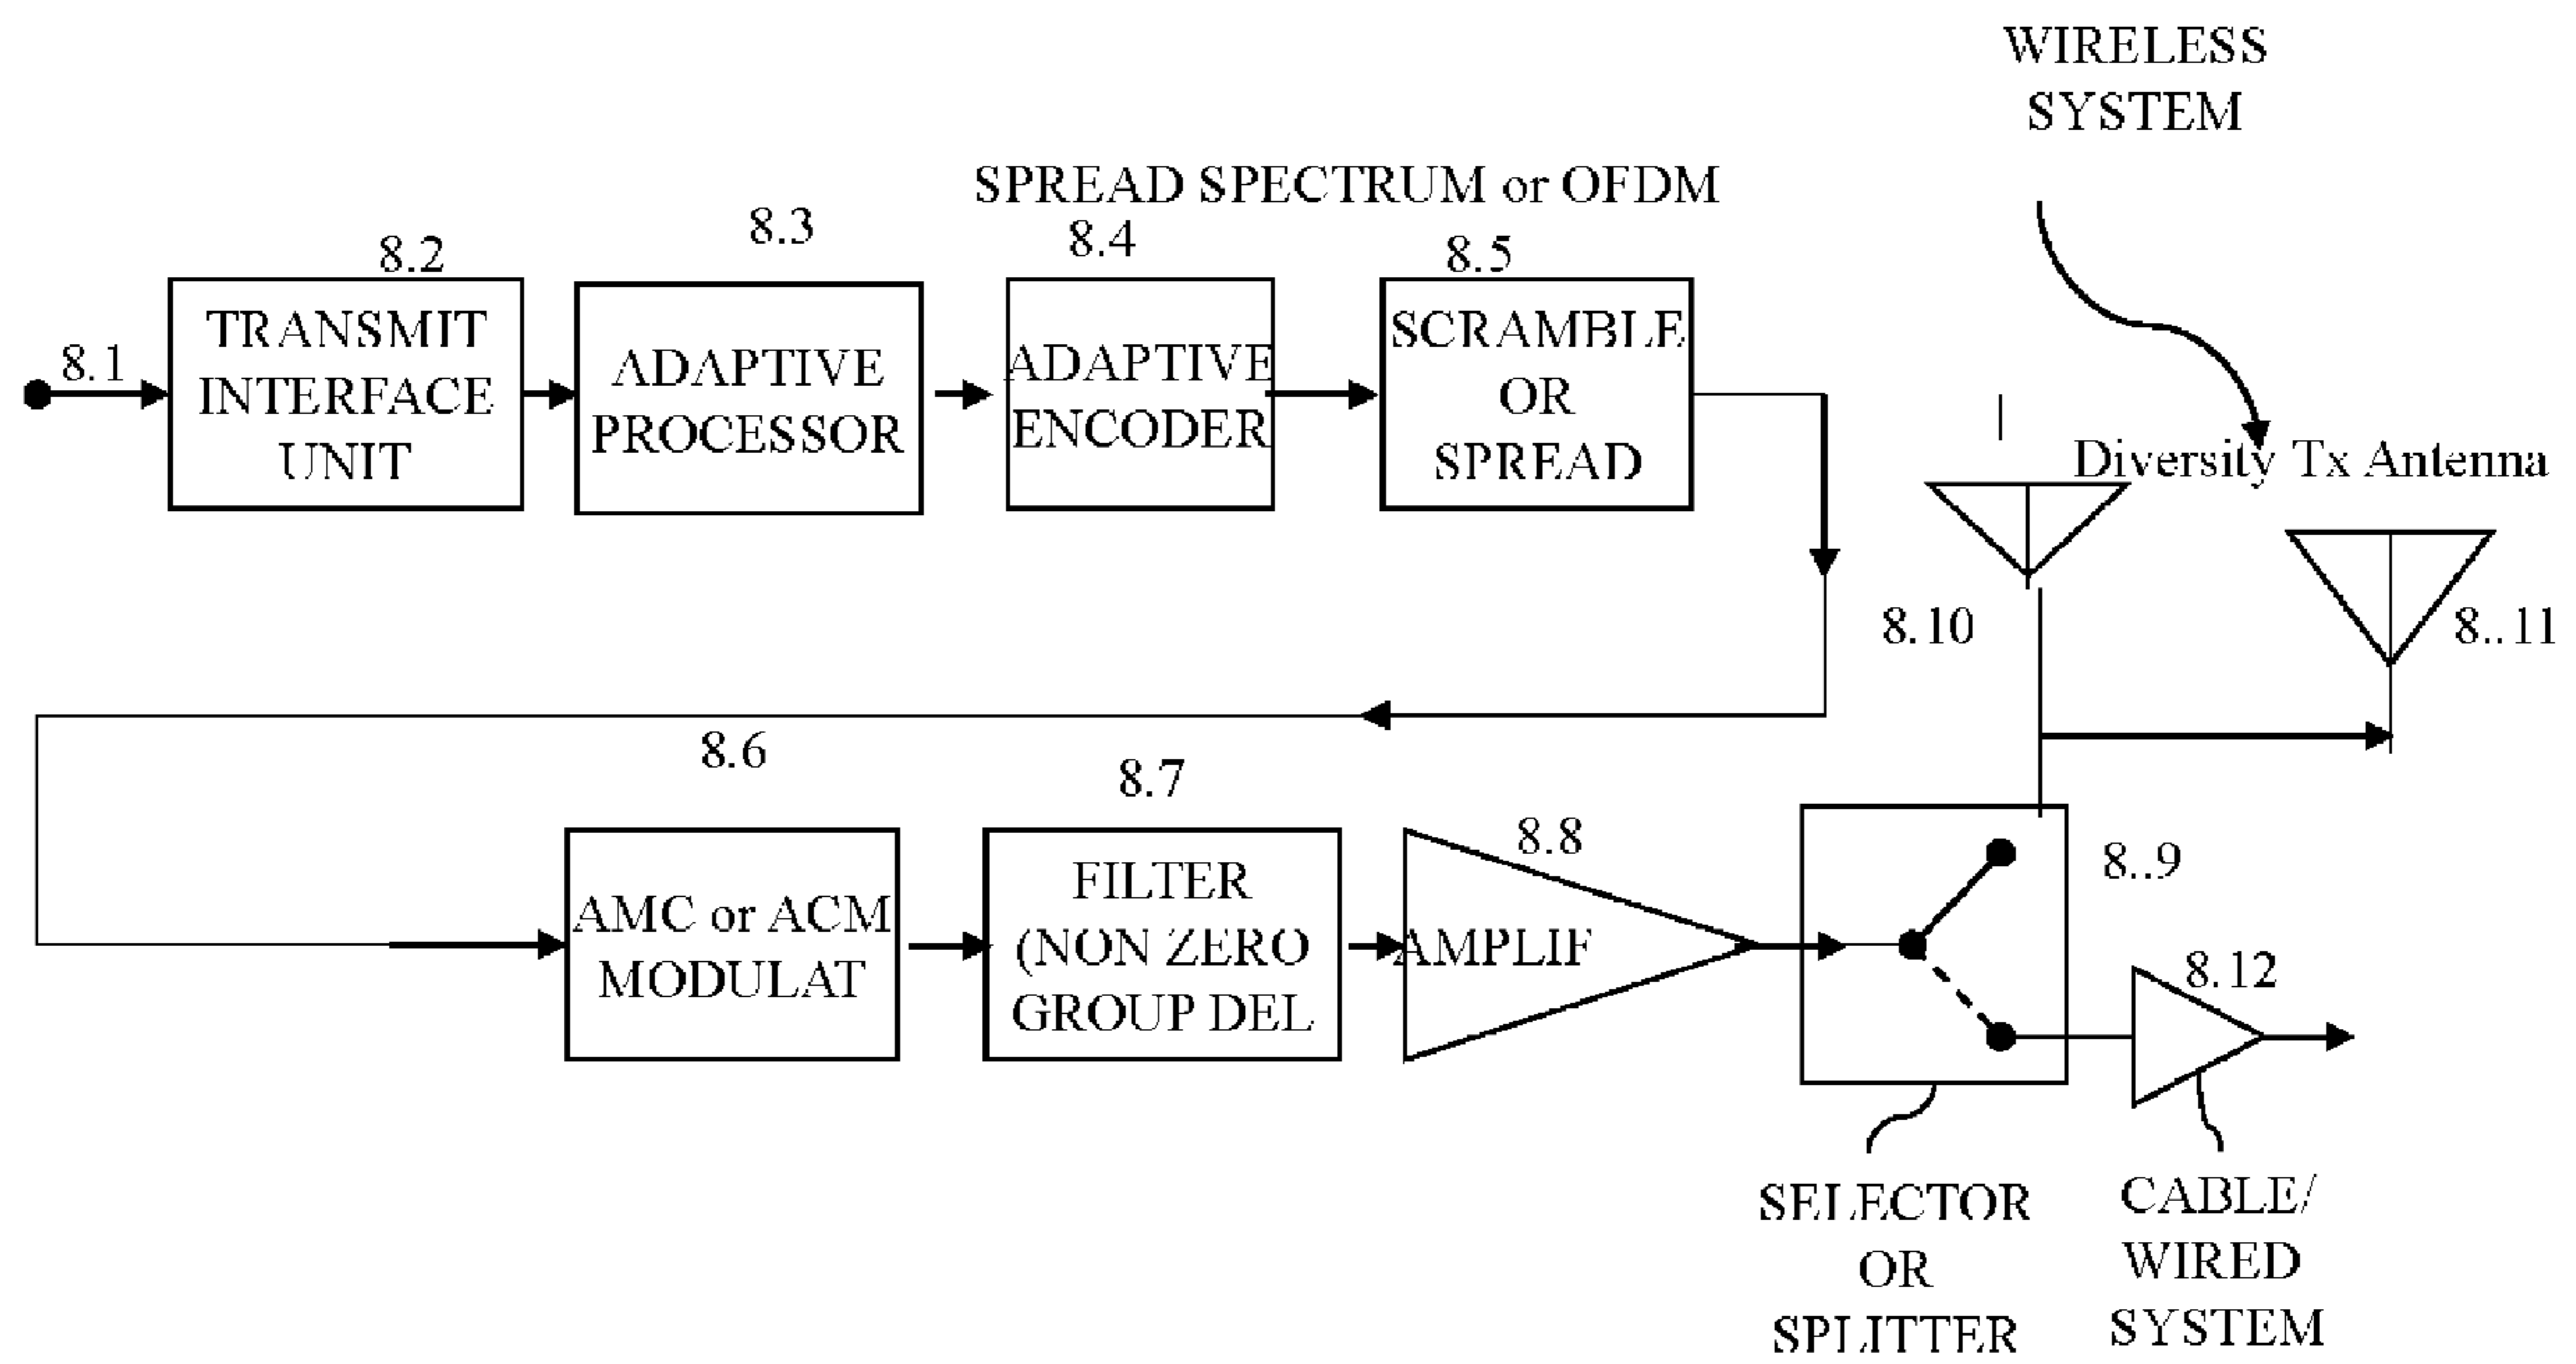 WIRELESS
SYSTEM
SPREAD SPECTRUM or OFDM
8.1
8.2
TRANSMIT
INTERFACE
UNIT
8.3
ADAPTIVE
PROCESSOR
8.4
ADAPTIVE
ENCODER
8.5
SCRAMBLE
OR
SPREAD
Diversity Tx Antenna
8.10
8..11
8.6
AMC or ACM
MODULAT
8.7
FILTER
(NON ZERO
GROUP DEL
8.8
AMPLIF
8..9
8.12
SELECTOR
OR
SPLITTER
CABLE/
WIRED
SYSTEM